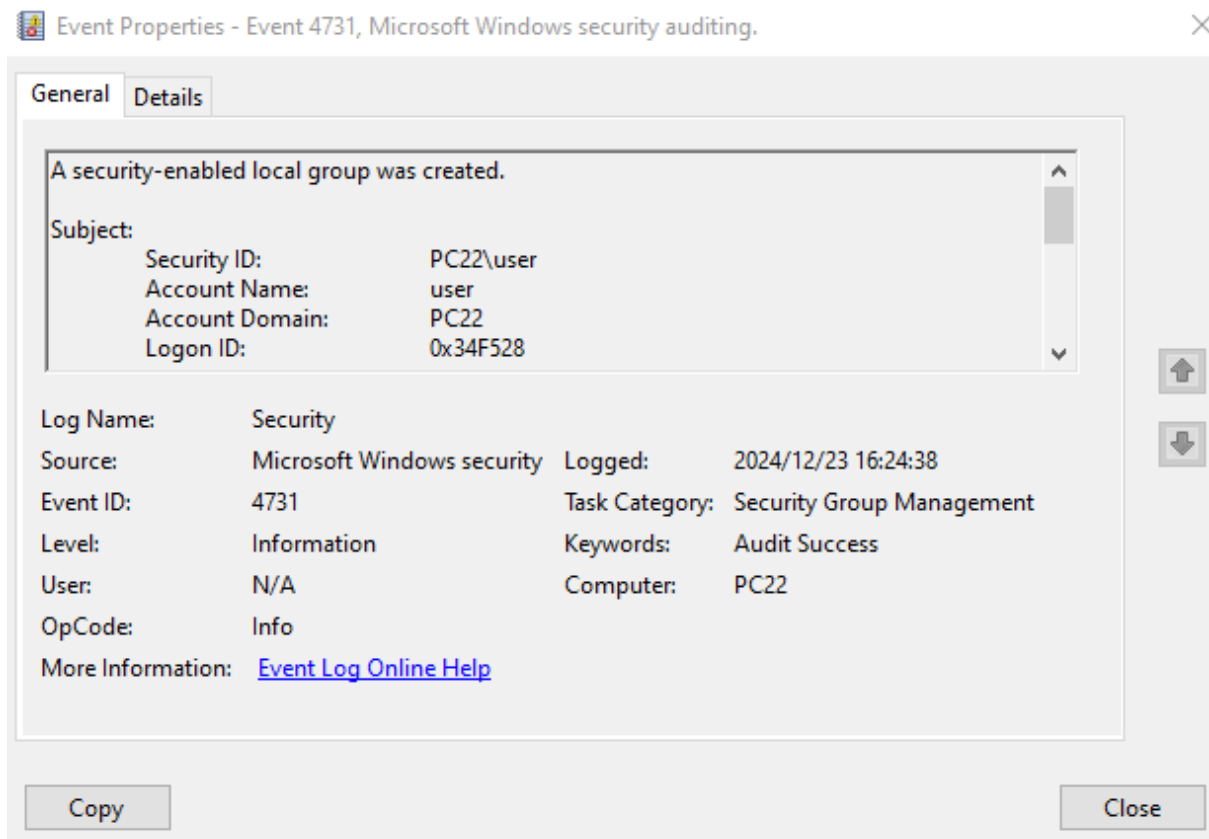 Event Properties - Event 4731, Microsoft Windows security auditing.
General Details
A security-enabled local group was created.
Subject:
Security ID: PC22\user
Account Name: user
Account Domain: PC22
Logon ID: 0x34F528
Log Name: Security
Source: Microsoft Windows security Logged: 2024/12/23 16:24:38
Event ID: 4731 Task Category: Security Group Management
Level: Information Keywords: Audit Success
User: N/A Computer: PC22
OpCode: Info
More Information: Event Log Online Help
Copy Close